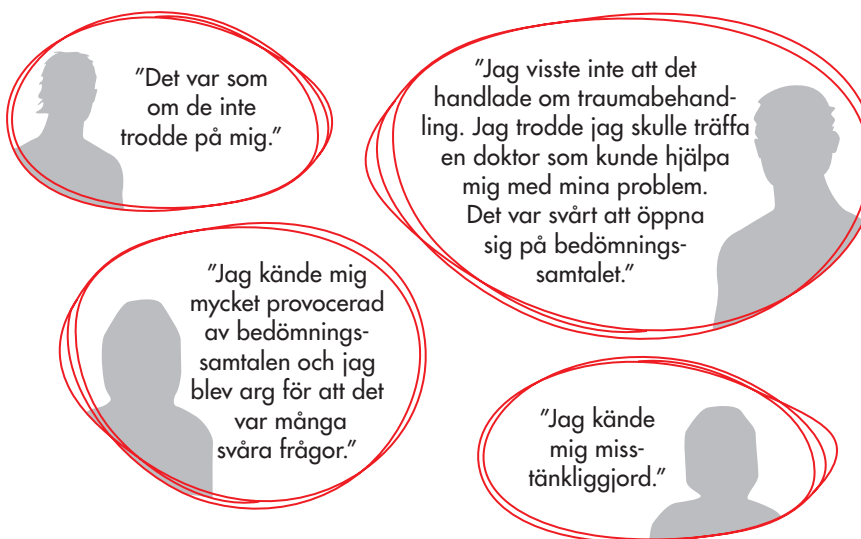 ”Det var som
om de inte
trodde på mig.”
”Jag visste inte att det
handlade om traumabehand-
ling. Jag trodde jag skulle träffa
en doktor som kunde hjälpa
mig med mina problem.
Det var svårt att öppna
sig på bedömnings-
samtalet.”
”Jag kände mig
mycket provocerad
av bedömnings-
samtalen och jag
blev arg för att det
var många
svåra frågor.”
”Jag kände
mig miss-
tänkliggjord.”